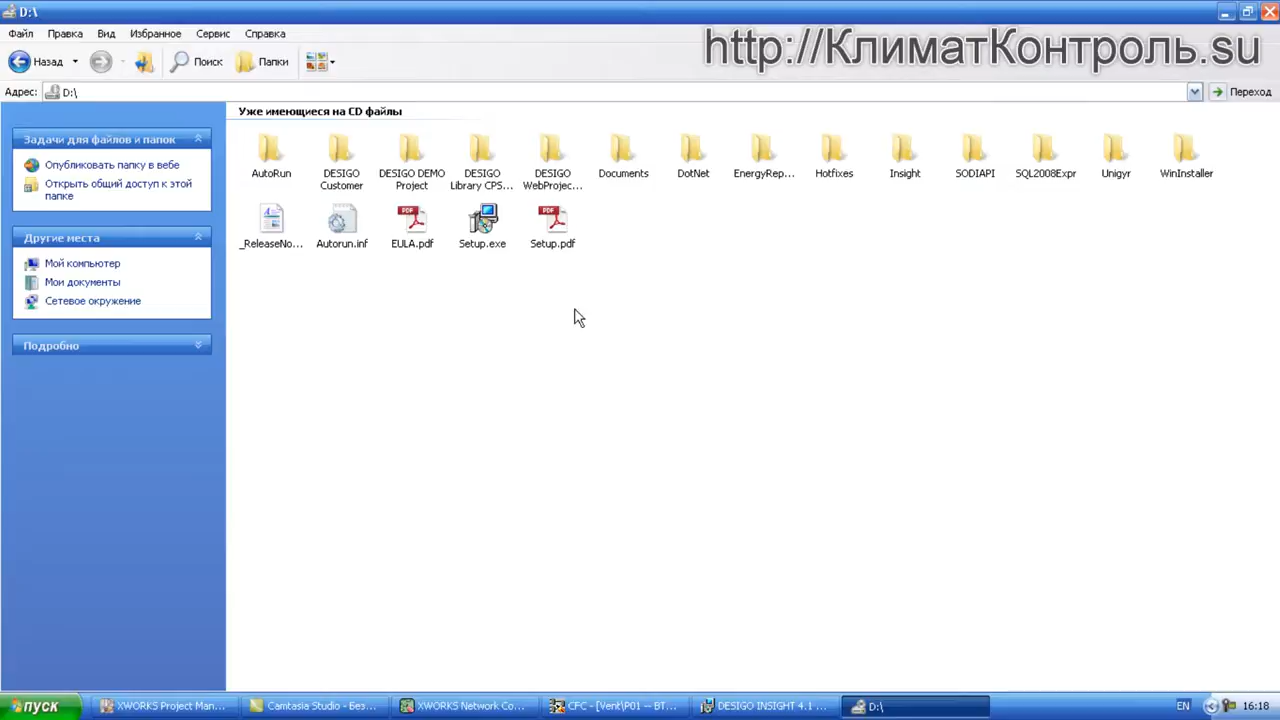 D:\
Файл Правка Вид Избранное Сервис Справка
http://КлиматКонтроль.su
Назад Поиск Папки
Адрес: D:\ Переход
Уже имеющиеся на CD файлы
Задачи для файлов и папок
Опубликовать папку в вебе
Открыть общий доступ к этой
папке
Другие места
Мой компьютер
Мои документы
Сетевое окружение
Подробно
AutoRun
DESIGO
Customer
DESIGO DEMO
Project
DESIGO
Library CPS...
DESIGO
WebProjec...
Documents
DotNet
EnergyRep...
Hotfixes
Insight
SODIAPI
SQL2008Expr
Unigyr
WinInstaller
_ReleaseNo...
Autorun.inf
EULA.pdf
Setup.exe
Setup.pdf
PDF
PDF
пуск XWORKS Project Man... Camtasia Studio - Без... XWORKS Network Co... CFC - [Vent\P01 -- BT... DESIGO INSIGHT 4.1 ... D:\ EN 16:18